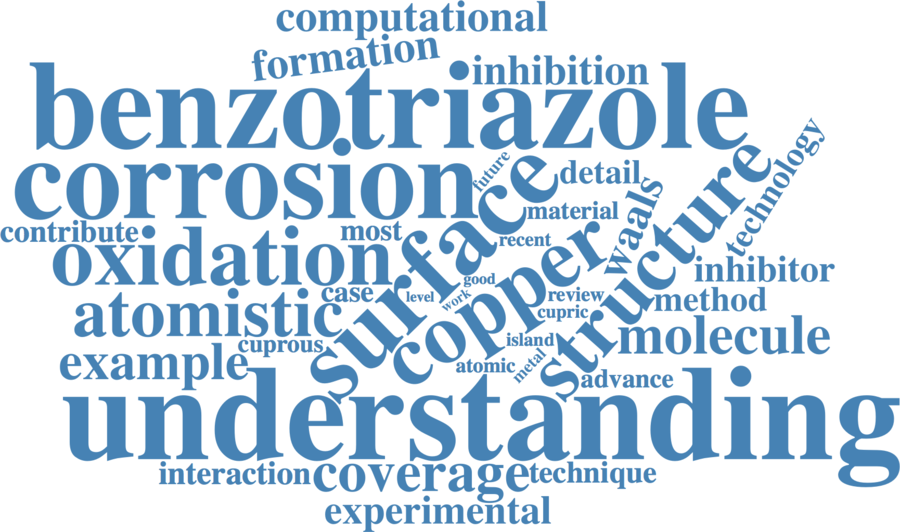 computational
formation
inhibition
benzotriazole
corrosion
future
surface
detail
structure
technology
material
waals
contribute
most
recent
oxidation
copper
inhibitor
good
case
level
work
review
method
cupric
atomistic
cuprous
island
molecule
example
atomic
metal
advance
understanding
interaction
coverage
technique
experimental